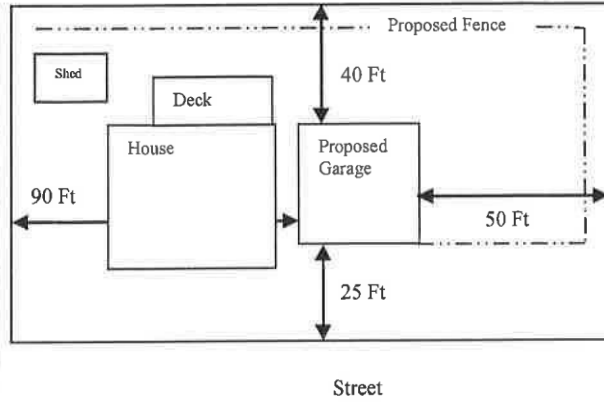 Proposed Fence
Shed
40 Ft
Deck
House
Proposed
Garage
90 Ft
50 Ft
25 Ft
Street